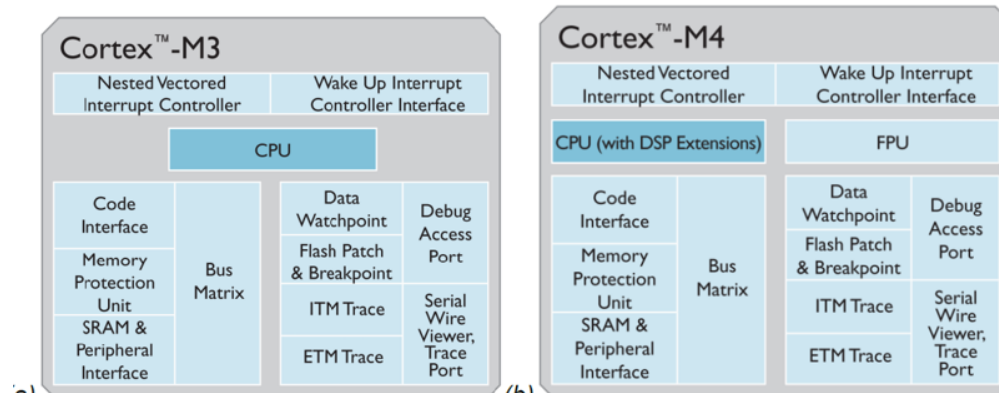 Cortex™-M3
Nested Vectored
Interrupt Controller
Wake Up Interrupt
Controller Interface
CPU
Code
Interface
Memory
Protection
Unit
SRAM &
Peripheral
Interface
Bus
Matrix
Data
Watchpoint
Flash Patch
& Breakpoint
ITM Trace
ETM Trace
Debug
Access
Port
Serial
Wire
Viewer,
Trace
Port
Cortex™-M4
Nested Vectored
Interrupt Controller
Wake Up Interrupt
Controller Interface
CPU (with DSP Extensions)
FPU
Code
Interface
Memory
Protection
Unit
SRAM &
Peripheral
Interface
Bus
Matrix
Data
Watchpoint
Flash Patch
& Breakpoint
ITM Trace
ETM Trace
Debug
Access
Port
Serial
Wire
Viewer,
Trace
Port